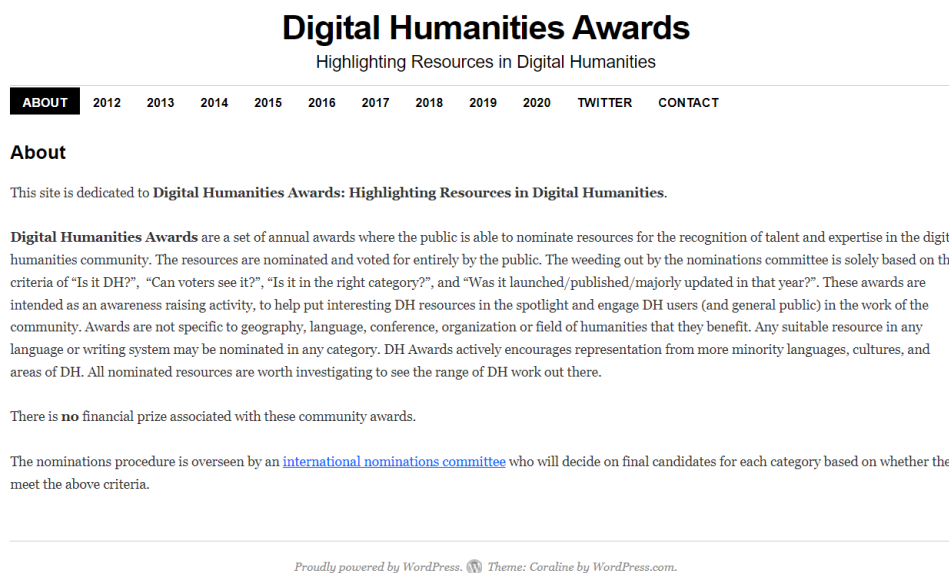 Digital Humanities Awards
Highlighting Resources in Digital Humanities
ABOUT 2012 2013 2014 2015 2016 2017 2018 2019 2020 TWITTER CONTACT
About
This site is dedicated to Digital Humanities Awards: Highlighting Resources in Digital Humanities.
Digital Humanities Awards are a set of annual awards where the public is able to nominate resources for the recognition of talent and expertise in the digit
humanities community. The resources are nominated and voted for entirely by the public. The weeding out by the nominations committee is solely based on th
criteria of “Is it DH?”, “Can voters see it?”, “Is it in the right category?”, and “Was it launched/published/majorly updated in that year?”. These awards are
intended as an awareness raising activity, to help put interesting DH resources in the spotlight and engage DH users (and general public) in the work of the
community. Awards are not specific to geography, language, conference, organization or field of humanities that they benefit. Any suitable resource in any
language or writing system may be nominated in any category. DH Awards actively encourages representation from more minority languages, cultures, and
areas of DH. All nominated resources are worth investigating to see the range of DH work out there.
There is no financial prize associated with these community awards.
The nominations procedure is overseen by an international nominations committee who will decide on final candidates for each category based on whether the
meet the above criteria.
Proudly powered by WordPress. Theme: Coraline by WordPress.com.